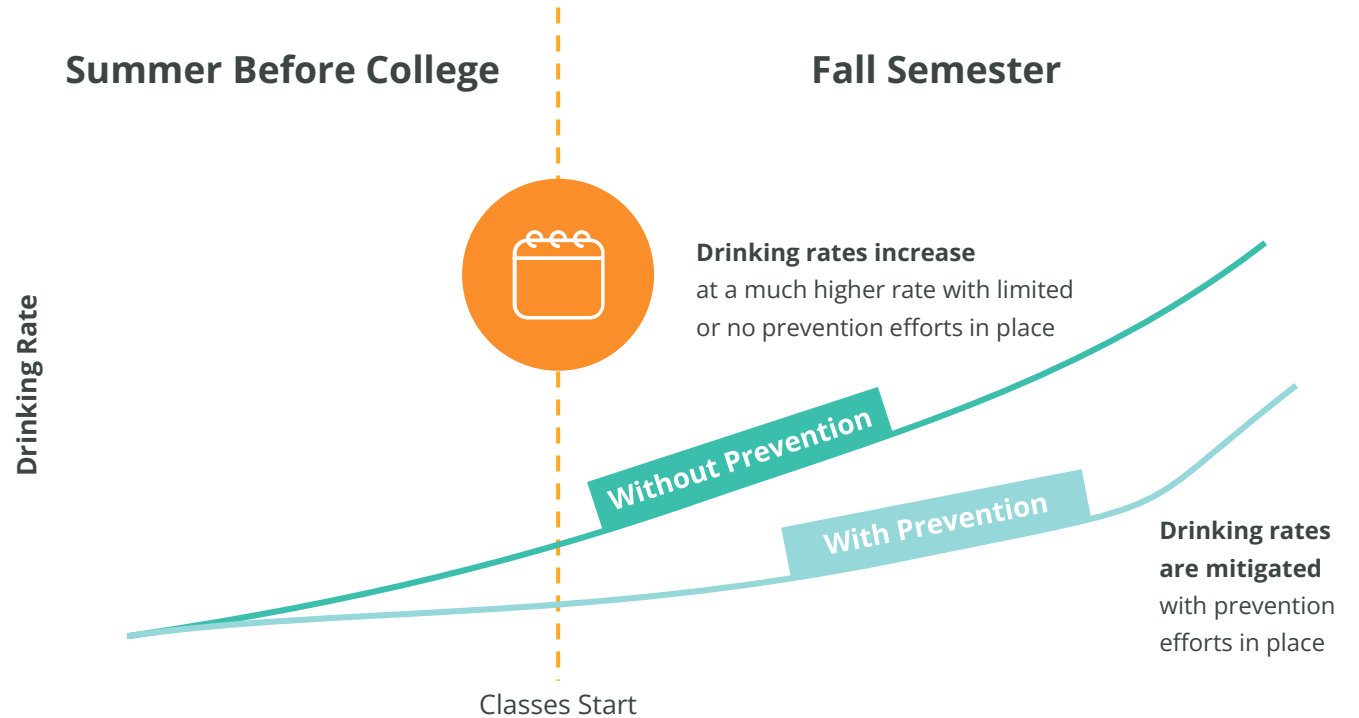 Summer Before College
Fall Semester
Drinking rates increase
at a much higher rate with limited
or no prevention efforts in place
Drinking Rate
Without Prevention
With Prevention
Drinking rates
are mitigated
with prevention
efforts in place
Classes Start